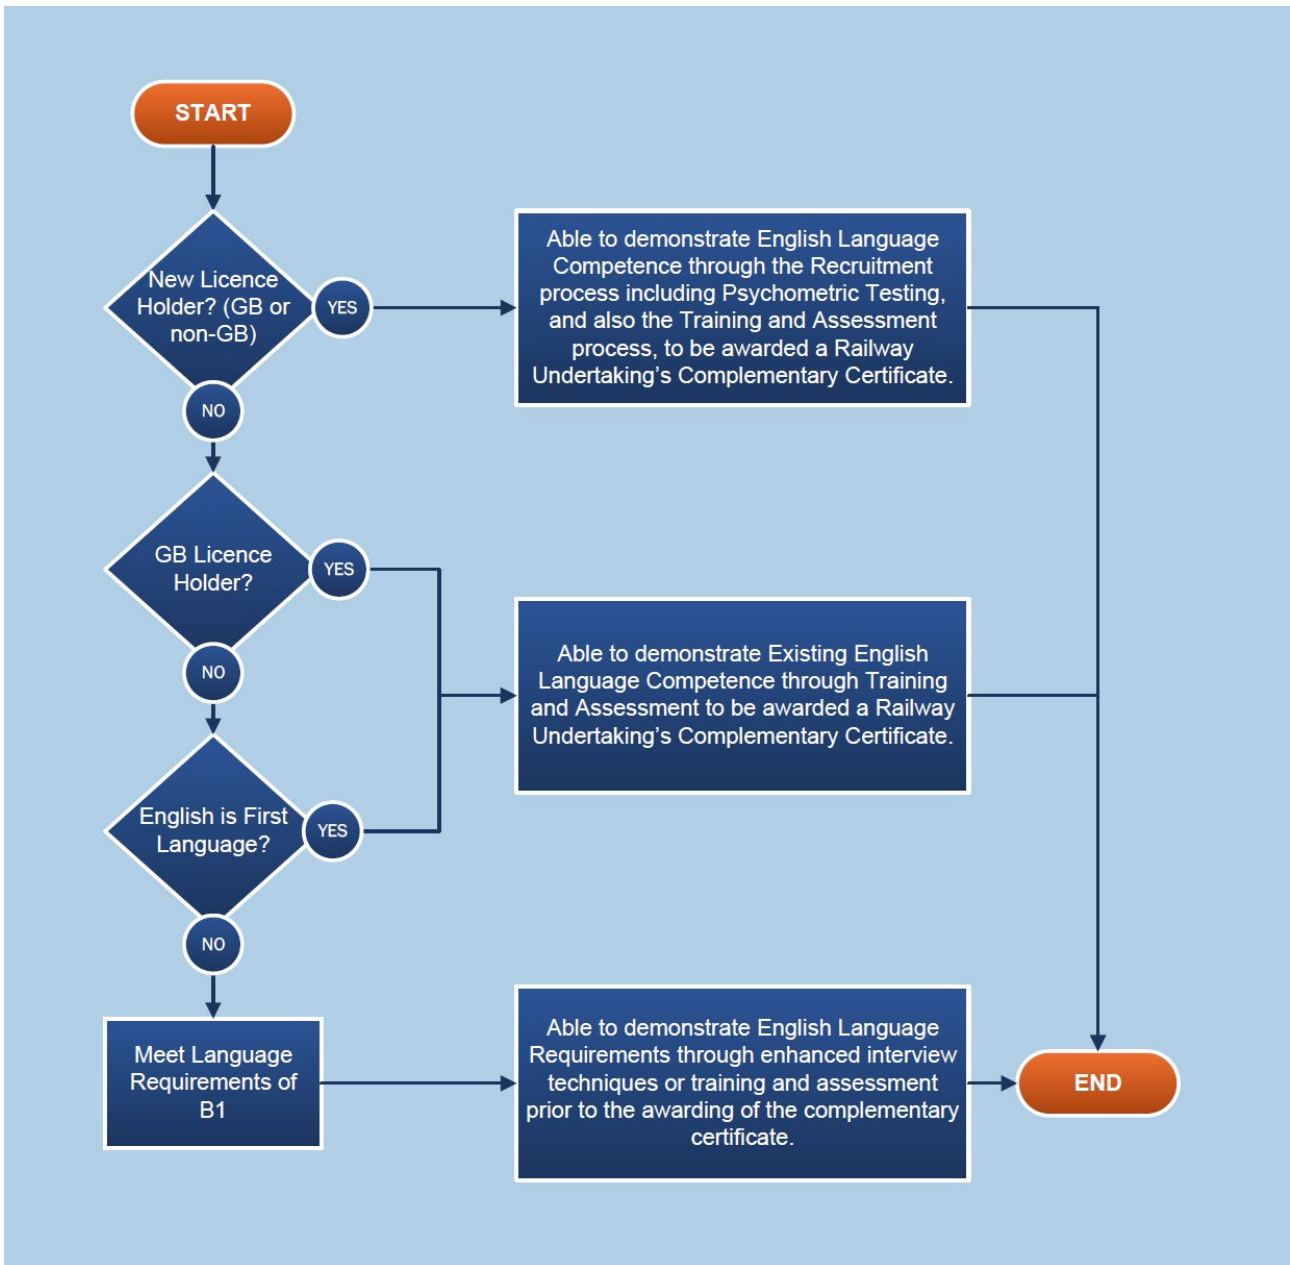 START
New Licence
Holder? (GB or
non-GB)
YES
Able to demonstrate English Language
Competence through the Recruitment
process including Psychometric Testing,
and also the Training and Assessment
process, to be awarded a Railway
Undertaking's Complementary Certificate.
NO
GB Licence
Holder?
YES
NO
Able to demonstrate Existing English
Language Competence through Training
and Assessment to be awarded a Railway
Undertaking's Complementary Certificate.
English is First
Language?
YES
NO
Meet Language
Requirements of
B1
Able to demonstrate English Language
Requirements through enhanced interview
techniques or training and assessment
prior to the awarding of the complementary
certificate.
END